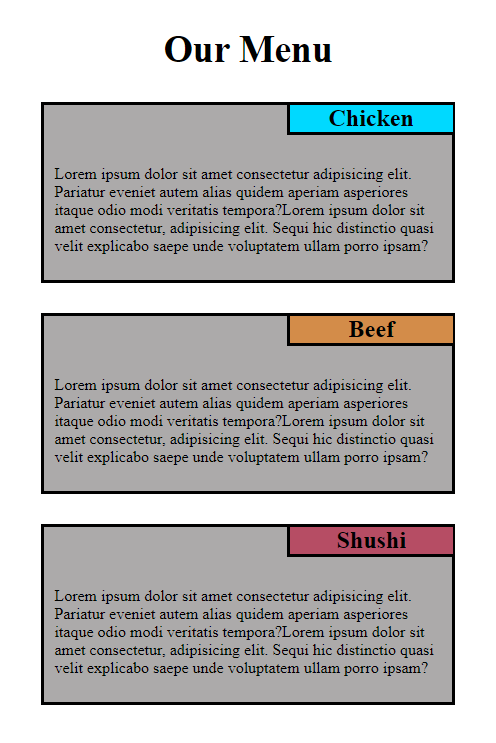 Our Menu
Chicken
Lorem ipsum dolor sit amet consectetur adipisicing elit.
Pariatur eveniet autem alias quidem aperiam asperiores
itaque odio modi veritatis tempora?Lorem ipsum dolor sit
amet consectetur, adipisicing elit. Sequi hic distinctio quasi
velit explicabo saepe unde voluptatem ullam porro ipsam?
Beef
Lorem ipsum dolor sit amet consectetur adipisicing elit.
Pariatur eveniet autem alias quidem aperiam asperiores
itaque odio modi veritatis tempora?Lorem ipsum dolor sit
amet consectetur, adipisicing elit. Sequi hic distinctio quasi
velit explicabo saepe unde voluptatem ullam porro ipsam?
Shushi
Lorem ipsum dolor sit amet consectetur adipisicing elit.
Pariatur eveniet autem alias quidem aperiam asperiores
itaque odio modi veritatis tempora?Lorem ipsum dolor sit
amet consectetur, adipisicing elit. Sequi hic distinctio quasi
velit explicabo saepe unde voluptatem ullam porro ipsam?